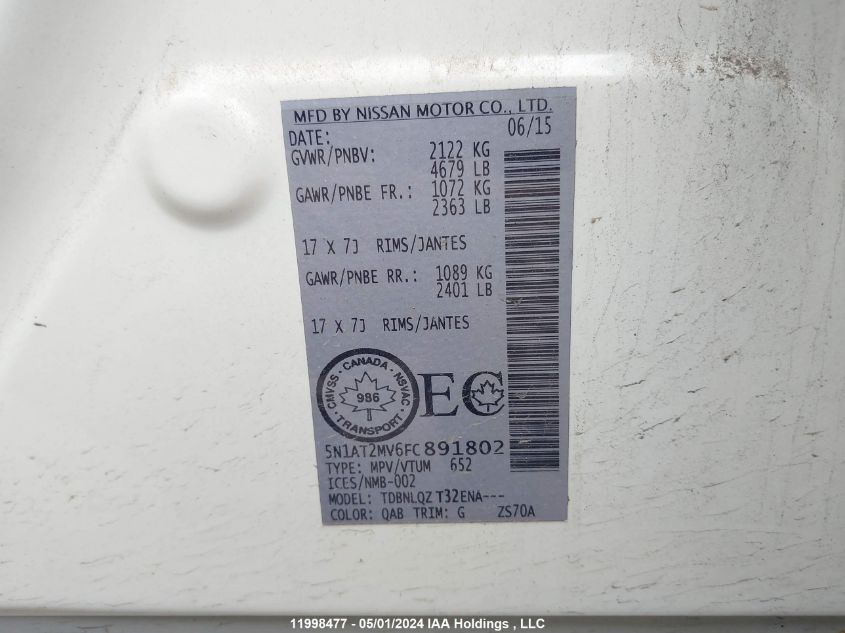 MFD BY NISSAN MOTOR CO., LTD.
DATE: 06/15
GVWR/PNBV: 2122 KG
4679 LB
GAWR/PNBE FR.: 1072 KG
2363 LB
17 X 7J RIMS/JANTES
GAWR/PNBE RR.: 1089 KG
2401 LB
17 X 7J RIMS/JANTES
CMVSS - CANADA - NSVAC - TRANSPORT -
986
EC
5N1AT2MV6FC891802
TYPE: MPV/VTUM 652
ICES/NMB-002
MODEL: TDBNLQZ T32ENA---
COLOR: QAB TRIM: G ZS70A
11998477 - 05/01/2024 IAA Holdings , LLC